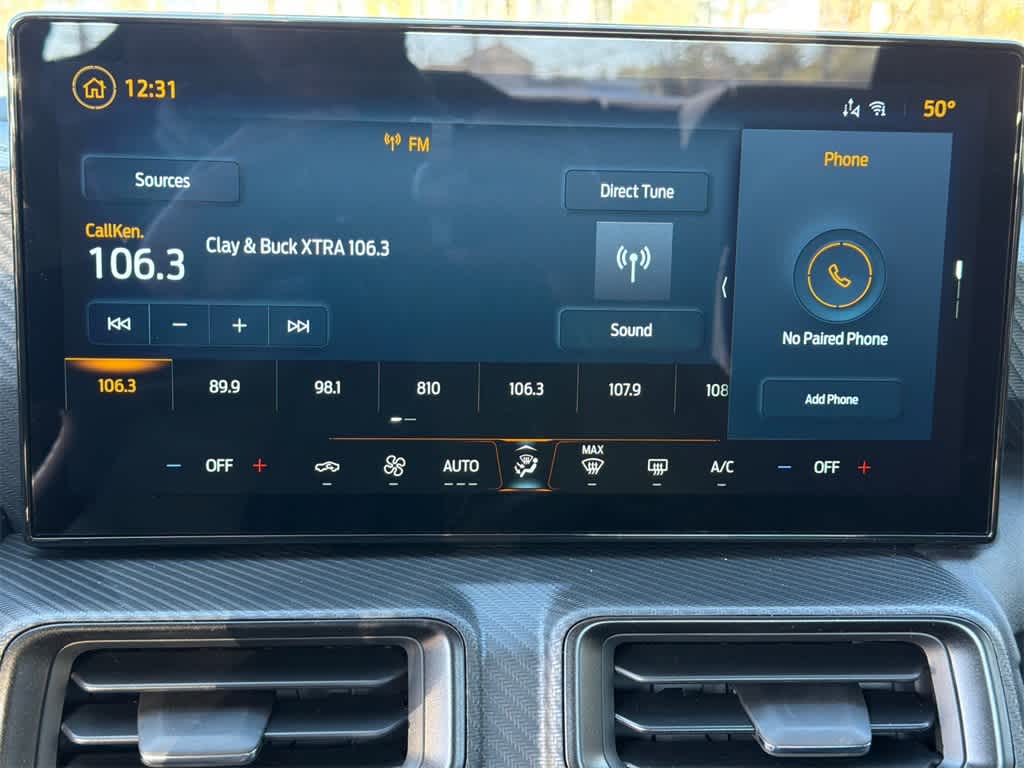 12:31
50°
FM
Phone
Sources
Direct Tune
CallKen.
106.3
Clay & Buck XTRA 106.3
Sound
No Paired Phone
Add Phone
106.3 89.9 98.1 810 106.3 107.9 108
OFF AUTO MAX A/C OFF